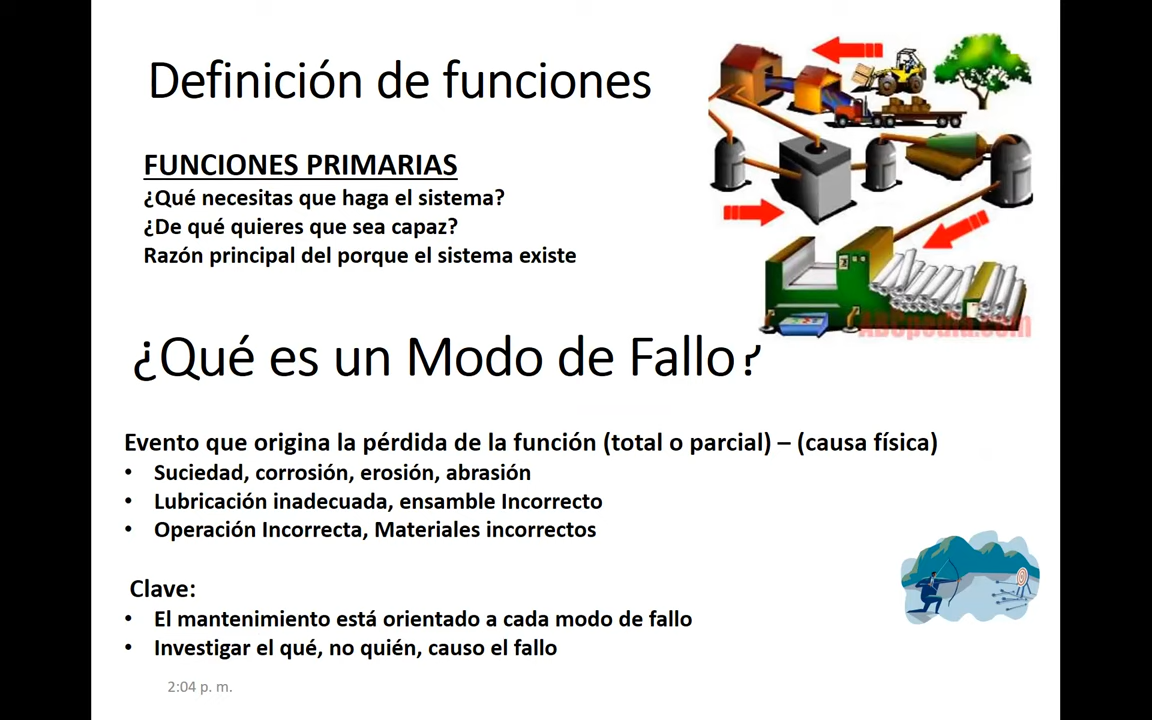 Definición de funciones
FUNCIONES PRIMARIAS
¿Qué necesitas que haga el sistema?
¿De qué quieres que sea capaz?
Razón principal del porque el sistema existe
ABCpedia.com
¿Qué es un Modo de Fallo?
Evento que origina la pérdida de la función (total o parcial) – (causa física)
• Suciedad, corrosión, erosión, abrasión
• Lubricación inadecuada, ensamble Incorrecto
• Operación Incorrecta, Materiales incorrectos
Clave:
• El mantenimiento está orientado a cada modo de fallo
• Investigar el qué, no quién, causo el fallo
2:04 p. m.